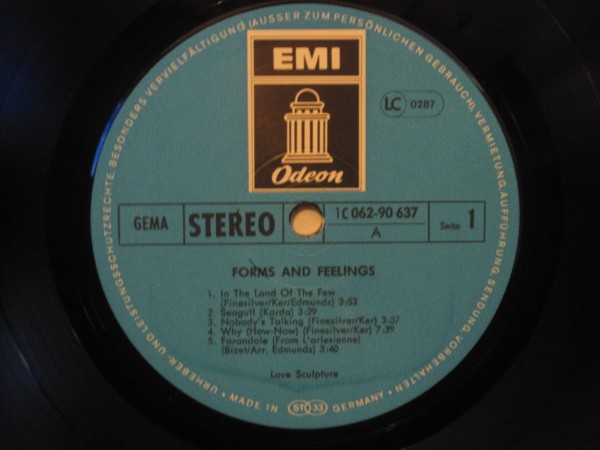 URHEBER- UND LEISTUNGSSCHUTZRECHTE, BESONDERS VERVIELFÄLTIGUNG (AUSSER ZUM PERSÖNLICHEN GEBRAUCH), VERMIETUNG, AUFFÜHRUNG, SENDUNG, VORBEHALTEN •
EMI
Odeon
LC 0287
GEMA
STEREO
1C 062-90 637
A
Seite 1
FORMS AND FEELINGS
1. In The Land Of The Few
(Finesilver/Ker/Edmunds) 3:53
2. Seagull (Korda) 3:29
3. Nobody's Talking (Finesilver/Ker) 3:37
4. Why (How-Now) (Finesilver/Ker) 7:39
5. Farandole (From L'arlesienne)
(Bizet/Arr. Edmunds) 3:40
Love Sculpture
• MADE IN ST 33 GERMANY •